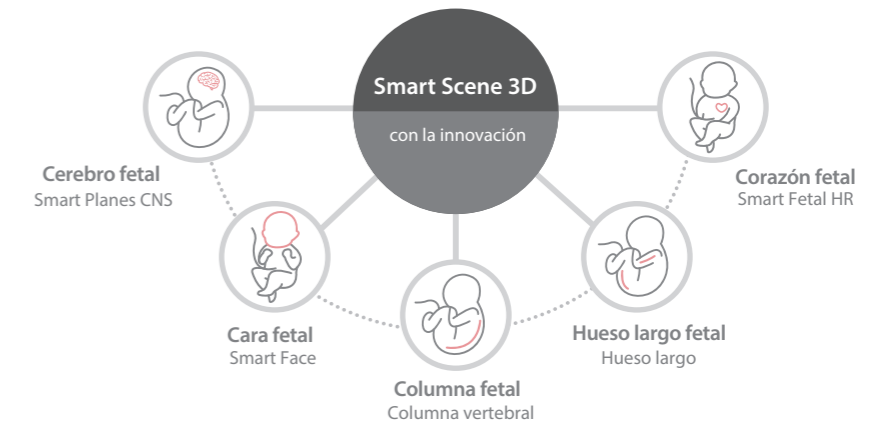 Smart Scene 3D
con la innovación
Cerebro fetal
Smart Planes CNS
Cara fetal
Smart Face
Columna fetal
Columna vertebral
Hueso largo fetal
Hueso largo
Corazón fetal
Smart Fetal HR